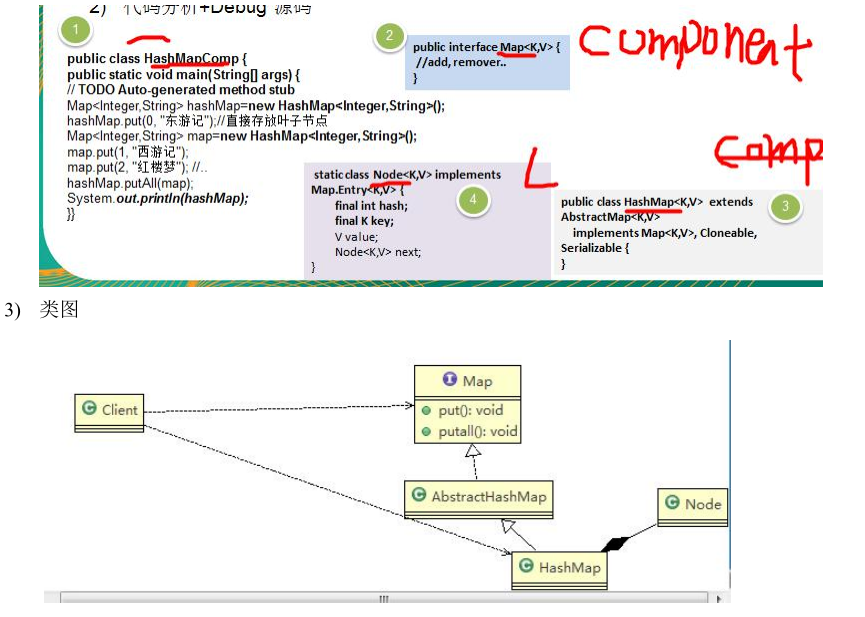 2) 代码分析+Debug 源码
1
public class HashMapComp {
public static void main(String[] args) {
// TODO Auto-generated method stub
Map<Integer,String> hashMap=new HashMap<Integer,String>();
hashMap.put(0, "东游记");//直接存放叶子节点
Map<Integer,String> map=new HashMap<Integer,String>();
map.put(1, "西游记");
map.put(2, "红楼梦"); //..
hashMap.putAll(map);
System.out.println(hashMap);
}}
2
public interface Map<K,V> {
//add, remover..
}
Component
static class Node<K,V> implements
Map.Entry<K,V> {
final int hash;
final K key;
V value;
Node<K,V> next;
}
4
L
comp
public class HashMap<K,V> extends
AbstractMap<K,V>
implements Map<K,V>, Cloneable,
Serializable {
}
3
3) 类图
Client
I Map
put(): void
putall(): void
C AbstractHashMap
C Node
C HashMap